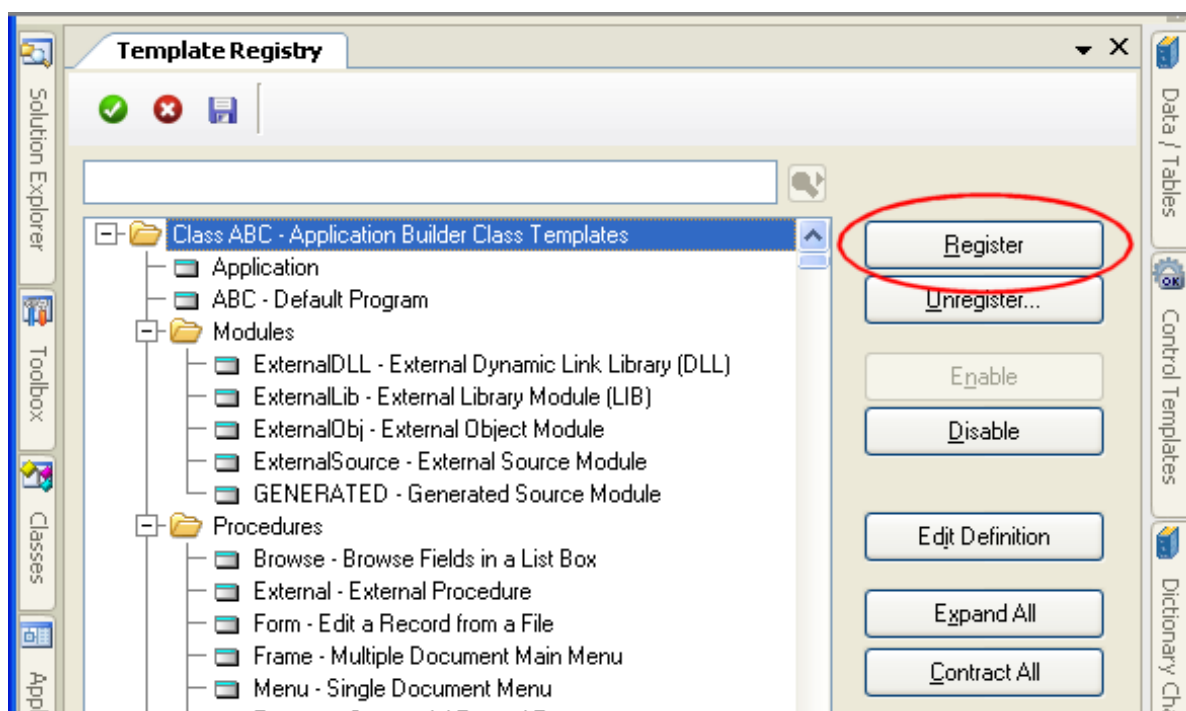 Template Registry
Solution Explorer
Toolbox
Classes
Class ABC - Application Builder Class Templates
Application
ABC - Default Program
Modules
ExternalDLL - External Dynamic Link Library (DLL)
ExternalLib - External Library Module (LIB)
ExternalObj - External Object Module
ExternalSource - External Source Module
GENERATED - Generated Source Module
Procedures
Browse - Browse Fields in a List Box
External - External Procedure
Form - Edit a Record from a File
Frame - Multiple Document Main Menu
Menu - Single Document Menu
Register
Unregister...
Enable
Disable
Edit Definition
Expand All
Contract All
Data / Tables
OK
Control Templates
Dictionary